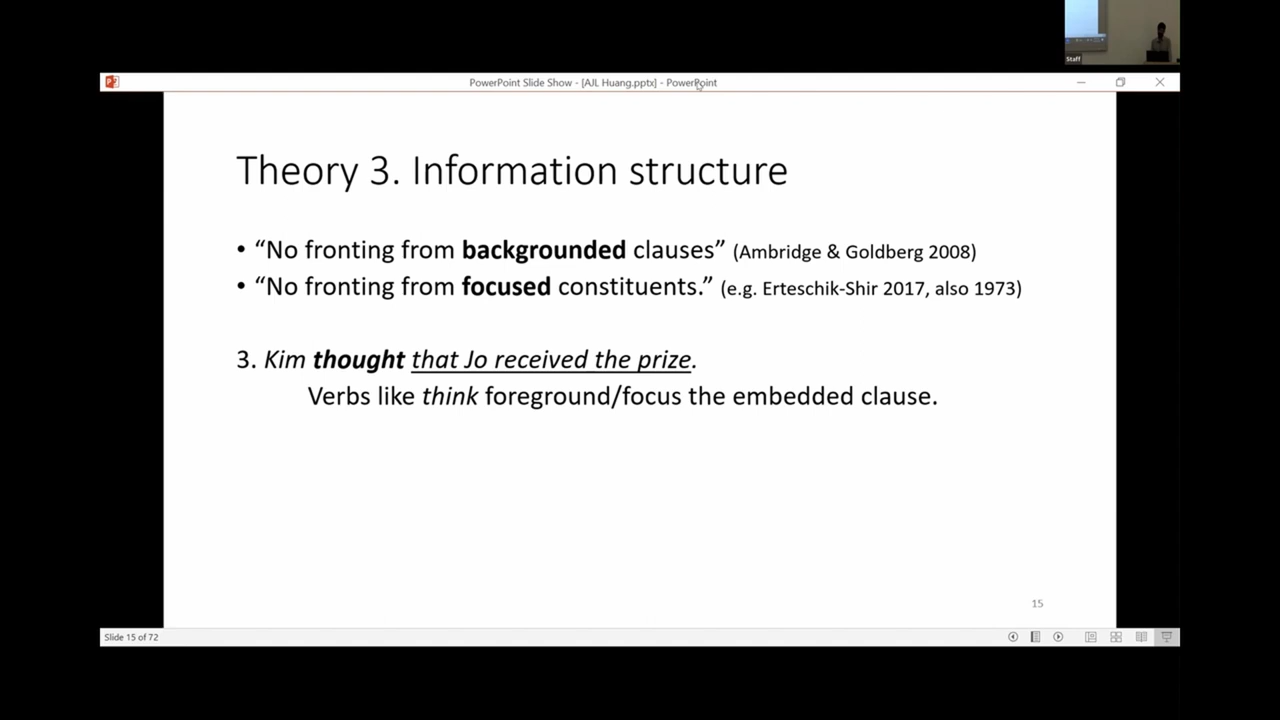 Staff
PowerPoint Slide Show - [AJL Huang.pptx] - PowerPoint
Theory 3. Information structure
• “No fronting from backgrounded clauses” (Ambridge & Goldberg 2008)
• “No fronting from focused constituents.” (e.g. Erteschik-Shir 2017, also 1973)
3. Kim thought that Jo received the prize.
Verbs like think foreground/focus the embedded clause.
15
Slide 15 of 72